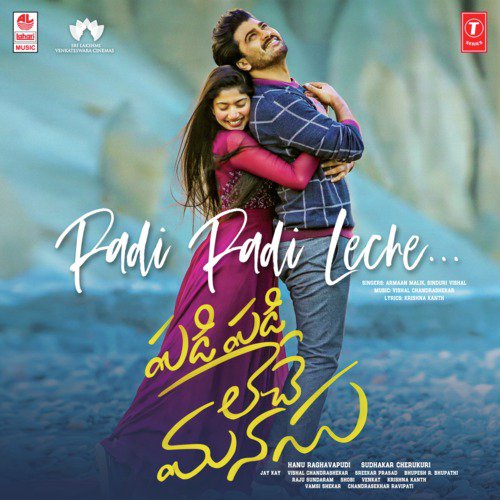 lahari
MUSIC
SRI LAKSHMI
VENKATESWARA CINEMAS
T
SERIES
Padi Padi Leche...
SINGERS: ARMAAN MALIK, SINDURI VISHAL
MUSIC: VISHAL CHANDRASHEKAR
LYRICS: KRISHNA KANTH
పడి పడి
లేచె
మనసు
HANU RAGHAVAPUDI SUDHAKAR CHERUKURI
JAY KAY VISHAL CHANDRASHEKAR SREEKAR PRASAD BHUPESH R. BHUPATHI
RAJU SUNDARAM SHOBI VENKAT KRISHNA KANTH
VAMSI SHEKAR CHANDRASEKHAR RAVIPATI